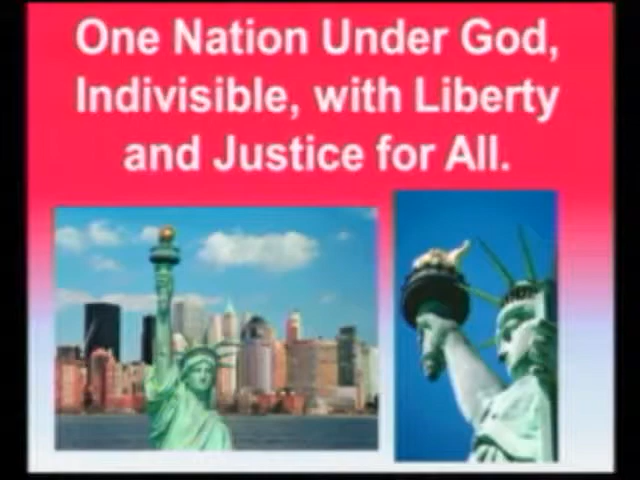 One Nation Under God,
Indivisible, with Liberty
and Justice for All.